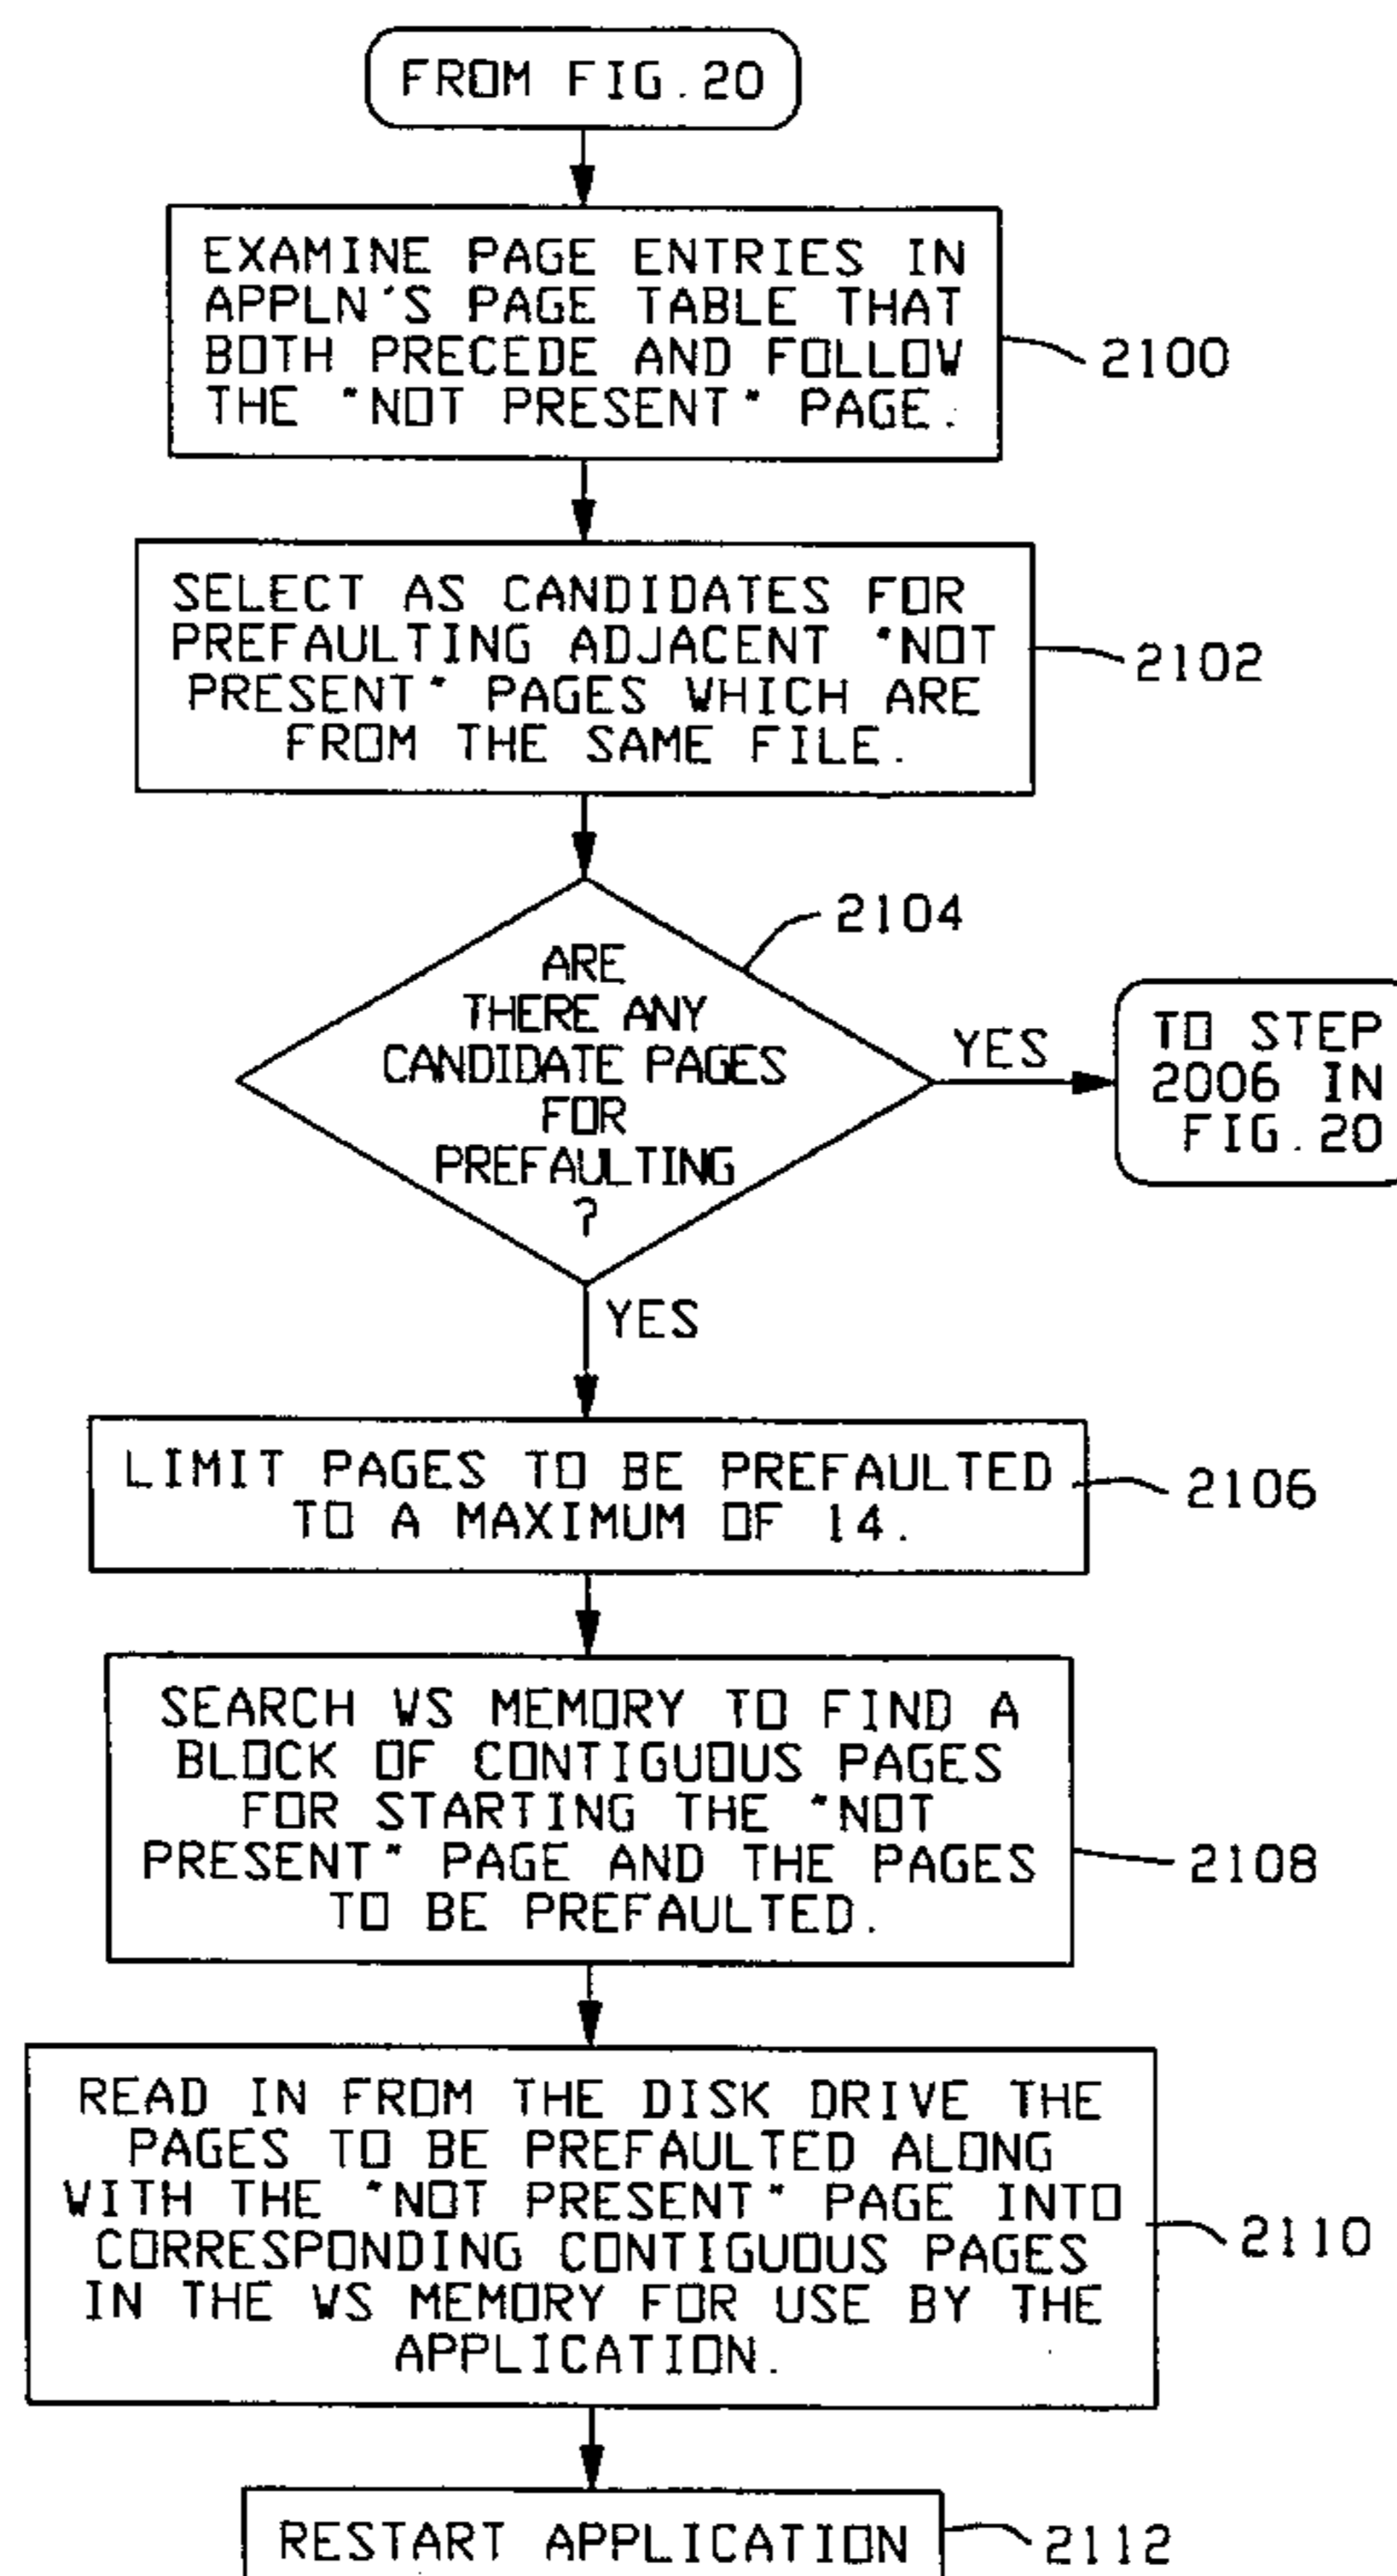 FROM FIG.20
EXAMINE PAGE ENTRIES IN
APPLN'S PAGE TABLE THAT
BOTH PRECEDE AND FOLLOW
THE "NOT PRESENT" PAGE.
2100
SELECT AS CANDIDATES FOR
PREFAULTING ADJACENT "NOT
PRESENT" PAGES WHICH ARE
FROM THE SAME FILE.
2102
2104
ARE
THERE ANY
CANDIDATE PAGES
FOR
PREFAULTING
?
YES
TO STEP
2006 IN
FIG.20
YES
LIMIT PAGES TO BE PREFAULTED
TO A MAXIMUM OF 14.
2106
SEARCH WS MEMORY TO FIND A
BLOCK OF CONTIGUOUS PAGES
FOR STARTING THE "NOT
PRESENT" PAGE AND THE PAGES
TO BE PREFAULTED.
2108
READ IN FROM THE DISK DRIVE THE
PAGES TO BE PREFAULTED ALONG
WITH THE "NOT PRESENT" PAGE INTO
CORRESPONDING CONTIGUOUS PAGES
IN THE WS MEMORY FOR USE BY THE
APPLICATION.
2110
RESTART APPLICATION
2112